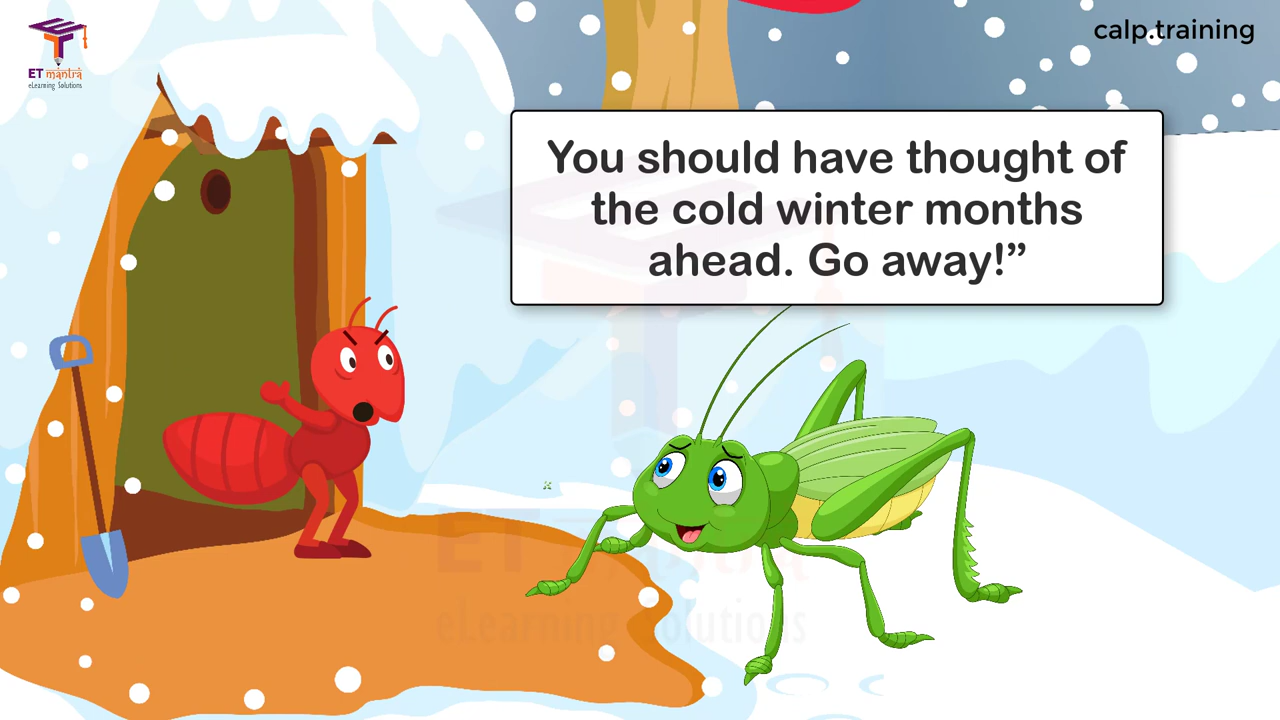 ET mantra
eLearning Solutions
calp.training
You should have thought of
the cold winter months
ahead. Go away!”
ET mantra
eLearning Solutions